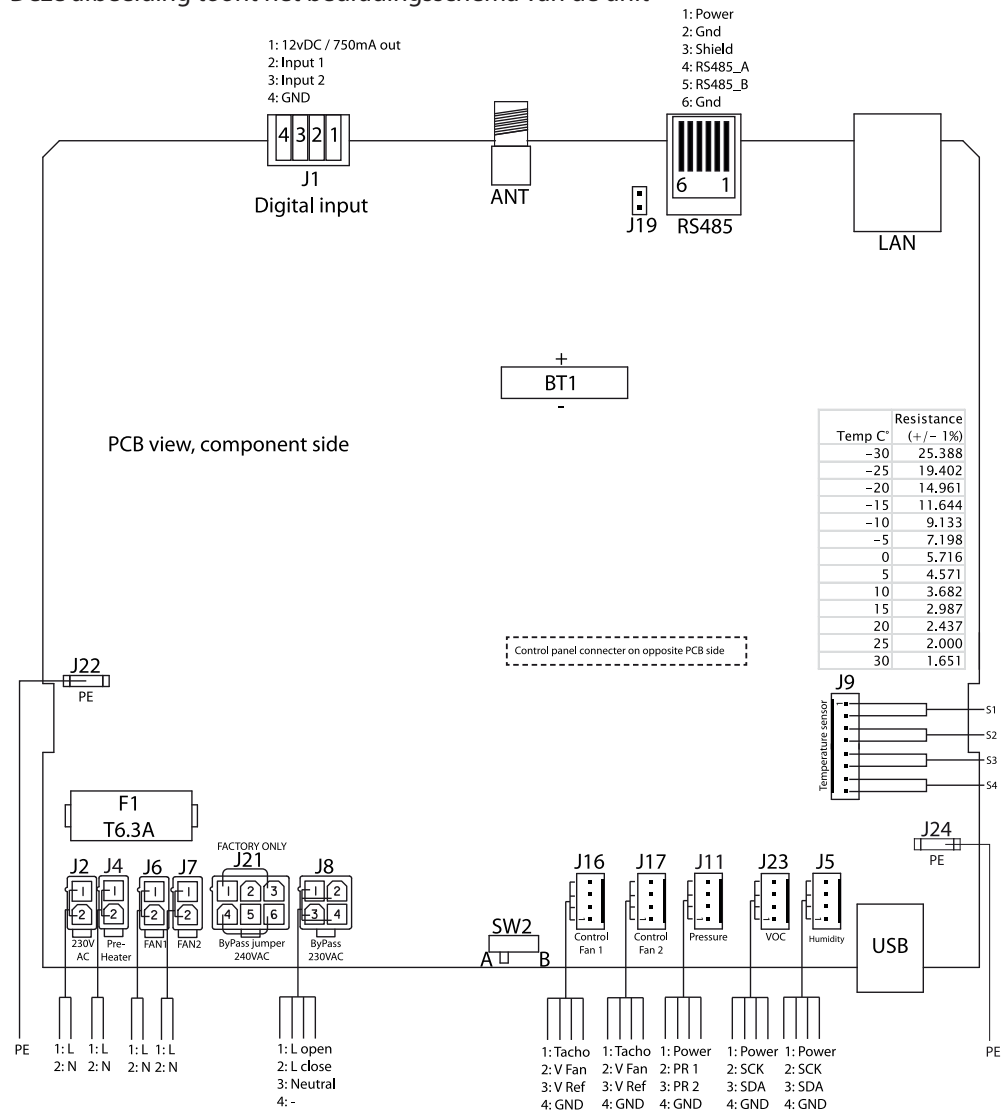 Deze afbeelding toont het bedradingsschema van de unit
1: Power
2: Gnd
3: Shield
4: RS485_A
5: RS485_B
6: Gnd
1: 12vDC / 750mA out
2: Input 1
3: Input 2
4: GND
4 3 2 1
J1
Digital input
ANT
J19
6 1
RS485
LAN
+
BT1
-
PCB view, component side
Temp C° Resistance (+/- 1%)
-30 25.388
-25 19.402
-20 14.961
-15 11.644
-10 9.133
-5 7.198
0 5.716
5 4.571
10 3.682
15 2.987
20 2.437
25 2.000
30 1.651
Control panel connecter on opposite PCB side
J22
PE
J9
Temperature sensor
1
S1
S2
S3
S4
F1
T6.3A
J24
PE
FACTORY ONLY
J2 J4 J6 J7 J21 J8
1 1 1 1 1 2 3 1 2
2 2 2 2 4 5 6 3 4
230V AC
Pre-Heater
FAN1
FAN2
ByPass jumper
240VAC
ByPass
230VAC
SW2
A B
J16 J17 J11 J23 J5
1 1 1 1 1
Control Fan 1
Control Fan 2
Pressure
VOC
Humidity
USB
PE
1: L 1: L 1: L 1: L
2: N 2: N 2: N 2: N
1: L open
2: L close
3: Neutral
4: -
1: Tacho 1: Tacho 1: Power 1: Power 1: Power
2: V Fan 2: V Fan 2: PR 1 2: SCK 2: SCK
3: V Ref 3: V Ref 3: PR 2 3: SDA 3: SDA
4: GND 4: GND 4: GND 4: GND 4: GND
PE